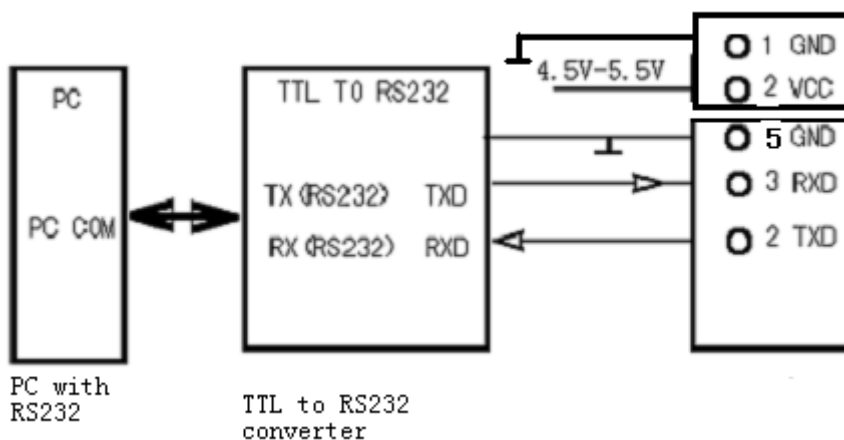 PC
PC COM
PC with
RS232
TTL TO RS232
TX(RS232) TXD
RX(RS232) RXD
TTL to RS232
converter
4.5V-5.5V
1 GND
2 VCC
5 GND
3 RXD
2 TXD